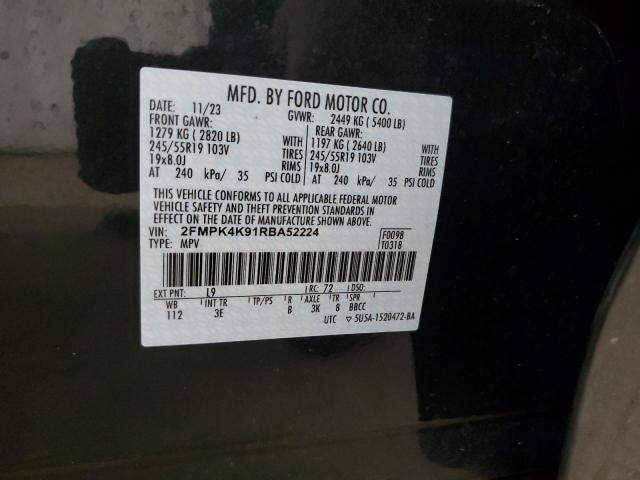 MFD. BY FORD MOTOR CO.
DATE: 11/23 GVWR: 2449 KG ( 5400 LB)
FRONT GAWR: REAR GAWR:
1279 KG ( 2820 LB) WITH 1197 KG ( 2640 LB) WITH
245/55R19 103V TIRES 245/55R19 103V TIRES
19x8.0J RIMS 19x8.0J RIMS
AT 240 kPa/ 35 PSI COLD AT 240 kPa/ 35 PSI COLD
THIS VEHICLE CONFORMS TO ALL APPLICABLE FEDERAL MOTOR
VEHICLE SAFETY AND THEFT PREVENTION STANDARDS IN
EFFECT ON THE DATE OF MANUFACTURE SHOWN ABOVE.
VIN: 2FMPK4K91RBA52224 F0098
TYPE: MPV T0318
EXT PNT: L9 RC: 72 DSO:
WB INT TR TP/PS R AXLE TR SPR
112 3E B 3K 8 BBCC
UTC 5U5A-1520472-BA